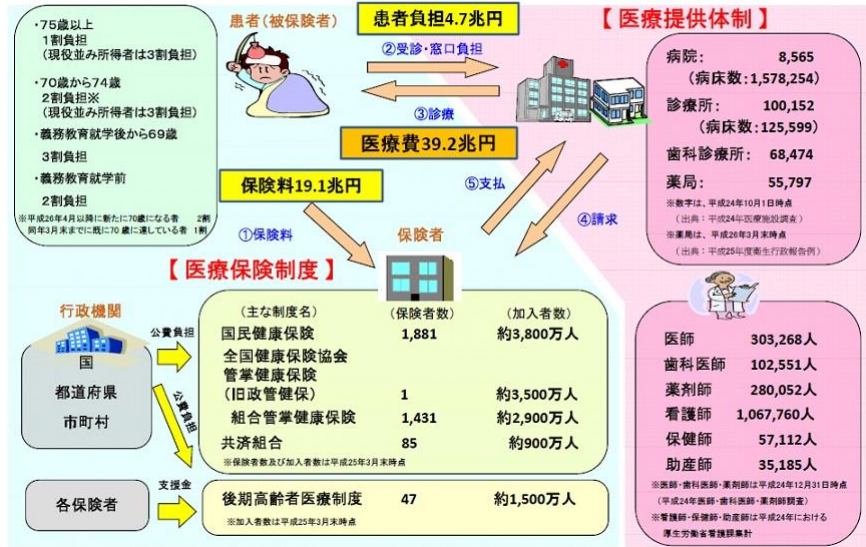 ・75歳以上
1割負担
(現役並み所得者は3割負担)
・70歳から74歳
2割負担※
(現役並み所得者は3割負担)
・義務教育就学後から69歳
3割負担
・義務教育就学前
2割負担
※平成26年4月以降に新たに70歳になる者 2割
同年3月末までに既に70歳に達している者 1割
患者(被保険者)
患者負担4.7兆円
②受診・窓口負担
③診療
医療費39.2兆円
保険料19.1兆円
①保険料
⑤支払
④請求
保険者
【医療提供体制】
病院: 8,565
(病床数:1,578,254)
診療所: 100,152
(病床数:125,599)
歯科診療所: 68,474
薬局: 55,797
※数字は、平成24年10月1日時点
(出典:平成24年医療施設調査)
※薬局は、平成26年3月末時点
(出典:平成25年度衛生行政報告例)
【医療保険制度】
行政機関
国
都道府県
市町村
公費負担
公費負担
(主な制度名) (保険者数) (加入者数)
国民健康保険 1,881 約3,800万人
全国健康保険協会
管掌健康保険
(旧政管健保) 1 約3,500万人
組合管掌健康保険 1,431 約2,900万人
共済組合 85 約900万人
※保険者数及び加入者数は平成25年3月末時点
各保険者
支援金
後期高齢者医療制度 47 約1,500万人
※加入者数は平成25年3月末時点
医師 303,268人
歯科医師 102,551人
薬剤師 280,052人
看護師 1,067,760人
保健師 57,112人
助産師 35,185人
※医師・歯科医師・薬剤師は平成24年12月31日時点
(平成24年医師・歯科医師・薬剤師調査)
※看護師・保健師・助産師は平成24年における
厚生労働省看護課集計